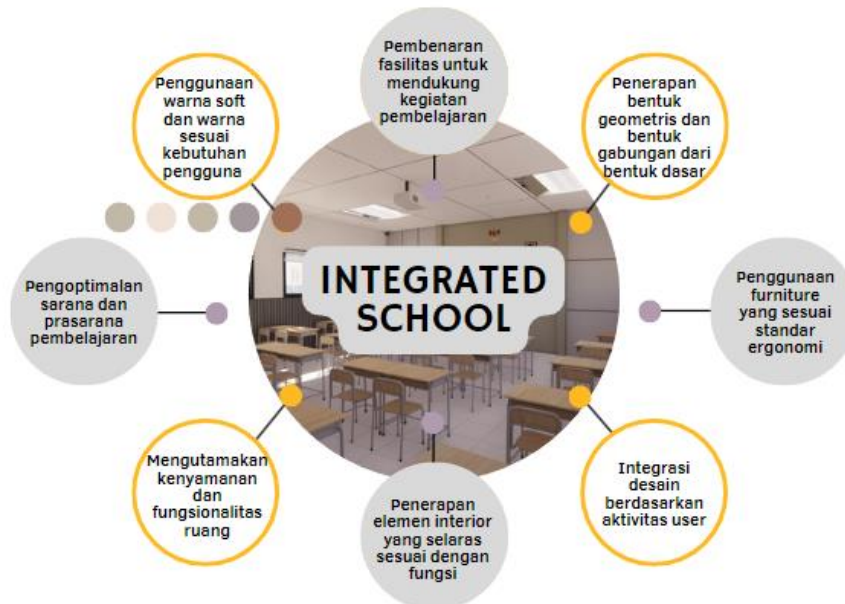 Pembenaran
fasilitas untuk
mendukung
kegiatan
pembelajaran
Penggunaan
warna soft
dan warna
sesuai
kebutuhan
pengguna
Penerapan
bentuk
geometris dan
bentuk
gabungan dari
bentuk dasar
INTEGRATED
SCHOOL
Pengoptimalan
sarana dan
prasarana
pembelajaran
Penggunaan
furniture
yang sesuai
standar
ergonomi
Mengutamakan
kenyamanan
dan
fungsionalitas
ruang
Penerapan
elemen interior
yang selaras
sesuai dengan
fungsi
Integrasi
desain
berdasarkan
aktivitas user